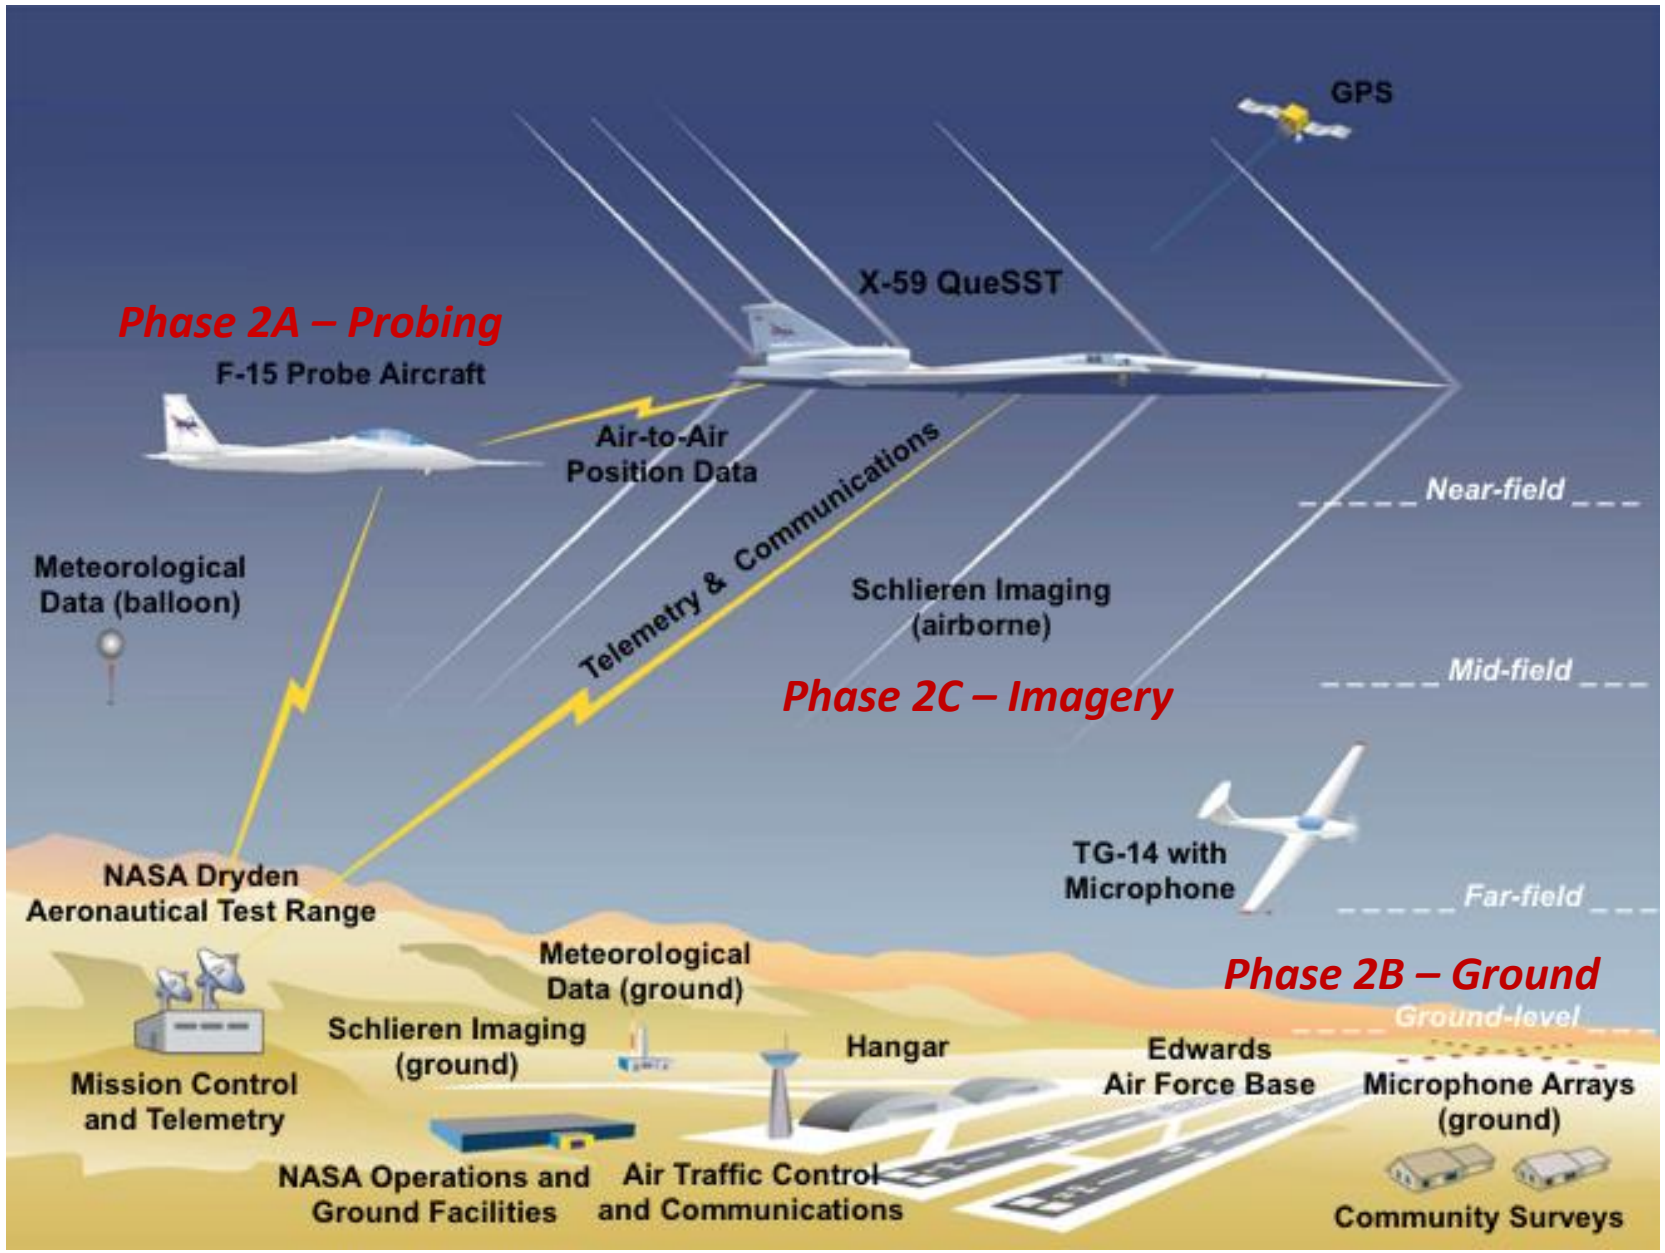 GPS
X-59 QueSST
Phase 2A – Probing
F-15 Probe Aircraft
Air-to-Air
Position Data
Near-field
Telemetry & Communications
Meteorological
Data (balloon)
Schlieren Imaging
(airborne)
Mid-field
Phase 2C – Imagery
TG-14 with
Microphone
Far-field
NASA Dryden
Aeronautical Test Range
Meteorological
Data (ground)
Phase 2B – Ground
Ground-level
Schlieren Imaging
(ground)
Hangar
Edwards
Air Force Base
Mission Control
and Telemetry
Microphone Arrays
(ground)
NASA Operations and
Ground Facilities
Air Traffic Control
and Communications
Community Surveys